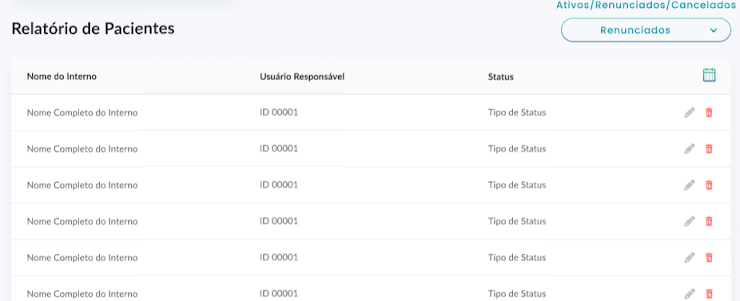 Ativos/Renunciados/Cancelados
Relatório de Pacientes
Renunciados
Nome do Interno Usuário Responsável Status
Nome Completo do Interno ID 00001 Tipo de Status
Nome Completo do Interno ID 00001 Tipo de Status
Nome Completo do Interno ID 00001 Tipo de Status
Nome Completo do Interno ID 00001 Tipo de Status
Nome Completo do Interno ID 00001 Tipo de Status
Nome Completo do Interno ID 00001 Tipo de Status